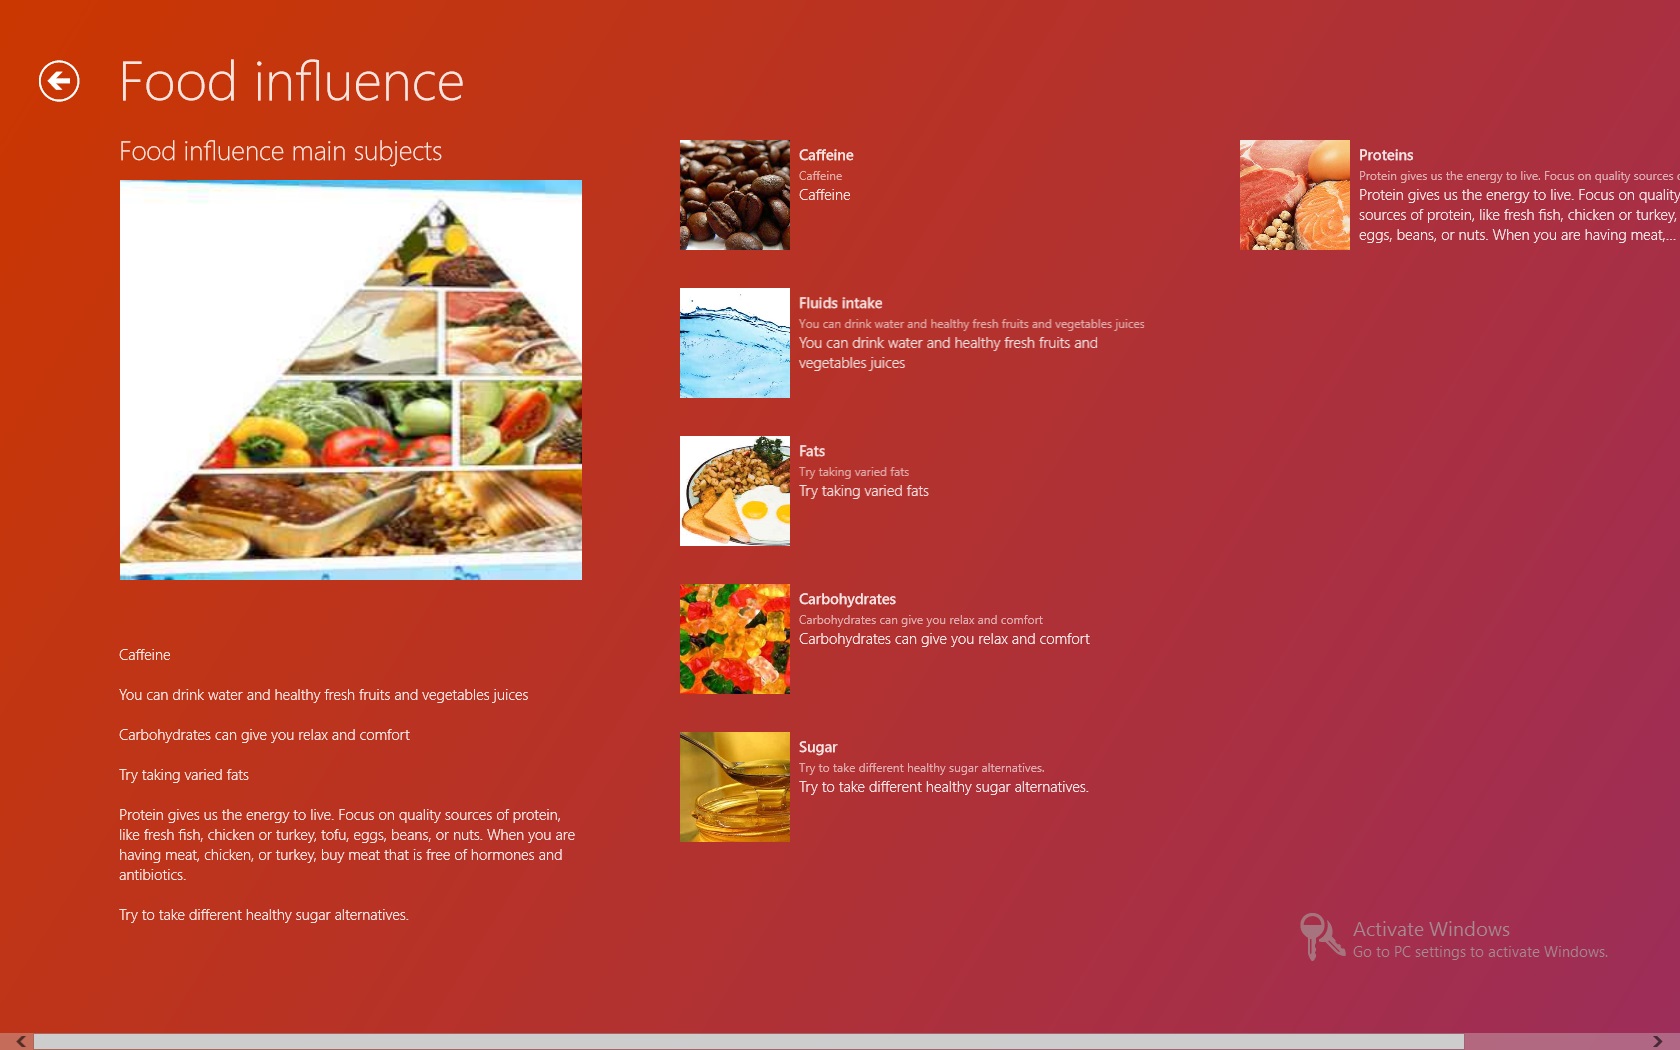 Food influence
Food influence main subjects
Caffeine
You can drink water and healthy fresh fruits and vegetables juices
Carbohydrates can give you relax and comfort
Try taking varied fats
Protein gives us the energy to live. Focus on quality sources of protein,
like fresh fish, chicken or turkey, tofu, eggs, beans, or nuts. When you are
having meat, chicken, or turkey, buy meat that is free of hormones and
antibiotics.
Try to take different healthy sugar alternatives.
Caffeine
Caffeine
Caffeine
Fluids intake
You can drink water and healthy fresh fruits and vegetables juices
You can drink water and healthy fresh fruits and
vegetables juices
Fats
Try taking varied fats
Try taking varied fats
Carbohydrates
Carbohydrates can give you relax and comfort
Carbohydrates can give you relax and comfort
Sugar
Try to take different healthy sugar alternatives.
Try to take different healthy sugar alternatives.
Proteins
Protein gives us the energy to live. Focus on quality sources
Protein gives us the energy to live. Focus on quality
sources of protein, like fresh fish, chicken or turkey,
eggs, beans, or nuts. When you are having meat,...
Activate Windows
Go to PC settings to activate Windows.